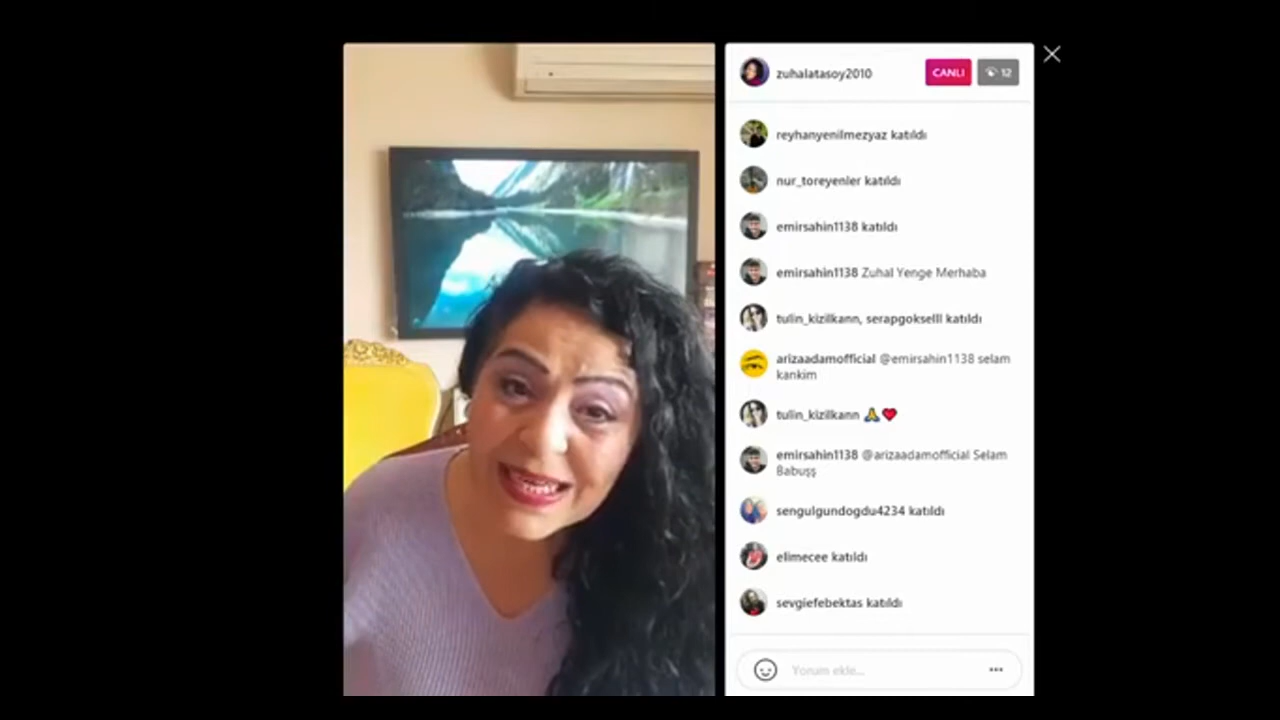 zuhalatasoy2010
CANLI
12
reyhanyenilmezyaz katıldı
nur_toreyenler katıldı
emirsahin1138 katıldı
emirsahin1138 Zuhal Yenge Merhaba
tulin_kizilkann, serapgokselll katıldı
arizaadamofficial @emirsahin1138 selam
kankim
tulin_kizilkann 🙏❤️
emirsahin1138 @arizaadamofficial Selam
Babuşş
sengulgundogdu4234 katıldı
elimecee katıldı
sevgiefebektas katıldı
Yorum ekle...